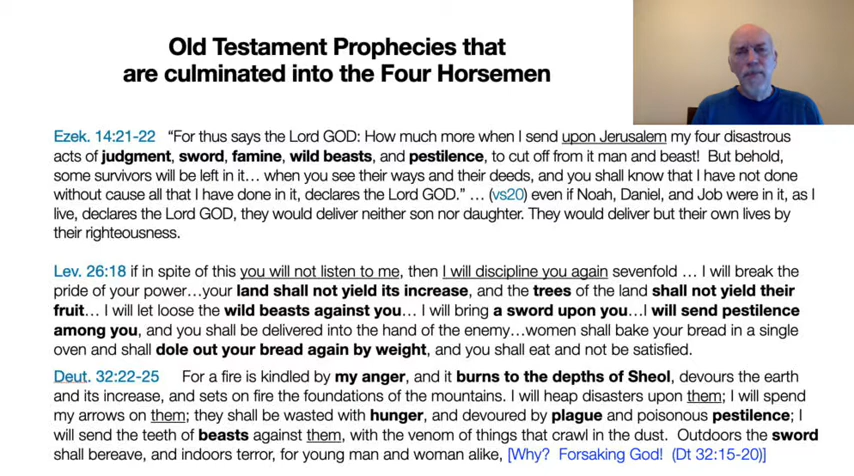 Old Testament Prophecies that
are culminated into the Four Horsemen
Ezek. 14:21-22 “For thus says the Lord GOD: How much more when I send upon Jerusalem my four disastrous
acts of judgment, sword, famine, wild beasts, and pestilence, to cut off from it man and beast! But behold,
some survivors will be left in it… when you see their ways and their deeds, and you shall know that I have not done
without cause all that I have done in it, declares the Lord GOD.” … (vs20) even if Noah, Daniel, and Job were in it, as I
live, declares the Lord GOD, they would deliver neither son nor daughter. They would deliver but their own lives by
their righteousness.
Lev. 26:18 if in spite of this you will not listen to me, then I will discipline you again sevenfold … I will break the
pride of your power…your land shall not yield its increase, and the trees of the land shall not yield their
fruit… I will let loose the wild beasts against you… I will bring a sword upon you…I will send pestilence
among you, and you shall be delivered into the hand of the enemy…women shall bake your bread in a single
oven and shall dole out your bread again by weight, and you shall eat and not be satisfied.
Deut. 32:22-25 For a fire is kindled by my anger, and it burns to the depths of Sheol, devours the earth
and its increase, and sets on fire the foundations of the mountains. I will heap disasters upon them; I will spend
my arrows on them; they shall be wasted with hunger, and devoured by plague and poisonous pestilence; I
will send the teeth of beasts against them, with the venom of things that crawl in the dust. Outdoors the sword
shall bereave, and indoors terror, for young man and woman alike, [Why? Forsaking God! (Dt 32:15-20)]